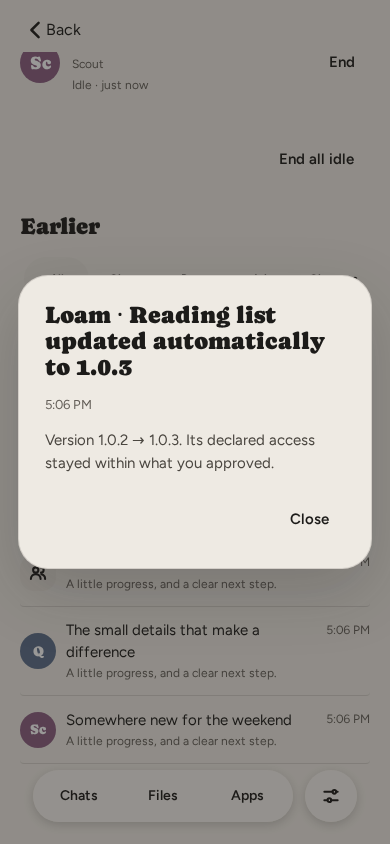 Back
Sc
Scout
End
Idle · just now
End all idle
Earlier
Loam · Reading list
updated automatically
to 1.0.3
5:06 PM
Version 1.0.2 → 1.0.3. Its declared access
stayed within what you approved.
Close
A little progress, and a clear next step.
The small details that make a
difference
5:06 PM
Q
A little progress, and a clear next step.
Somewhere new for the weekend
5:06 PM
Sc
A little progress, and a clear next step.
Chats
Files
Apps